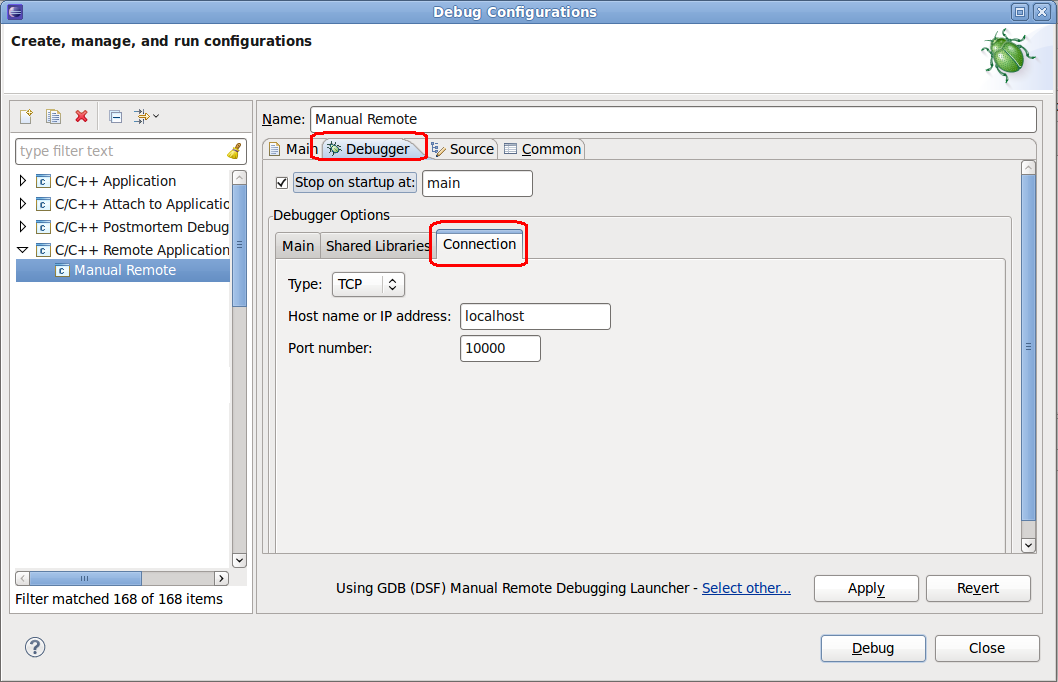 Debug Configurations
Create, manage, and run configurations
type filter text
C/C++ Application
C/C++ Attach to Applicatio
C/C++ Postmortem Debug
C/C++ Remote Application
Manual Remote
Filter matched 168 of 168 items
Name: Manual Remote
Main Debugger Source Common
Stop on startup at: main
Debugger Options
Main Shared Libraries Connection
Type: TCP
Host name or IP address: localhost
Port number: 10000
Using GDB (DSF) Manual Remote Debugging Launcher - Select other... Apply Revert
? Debug Close